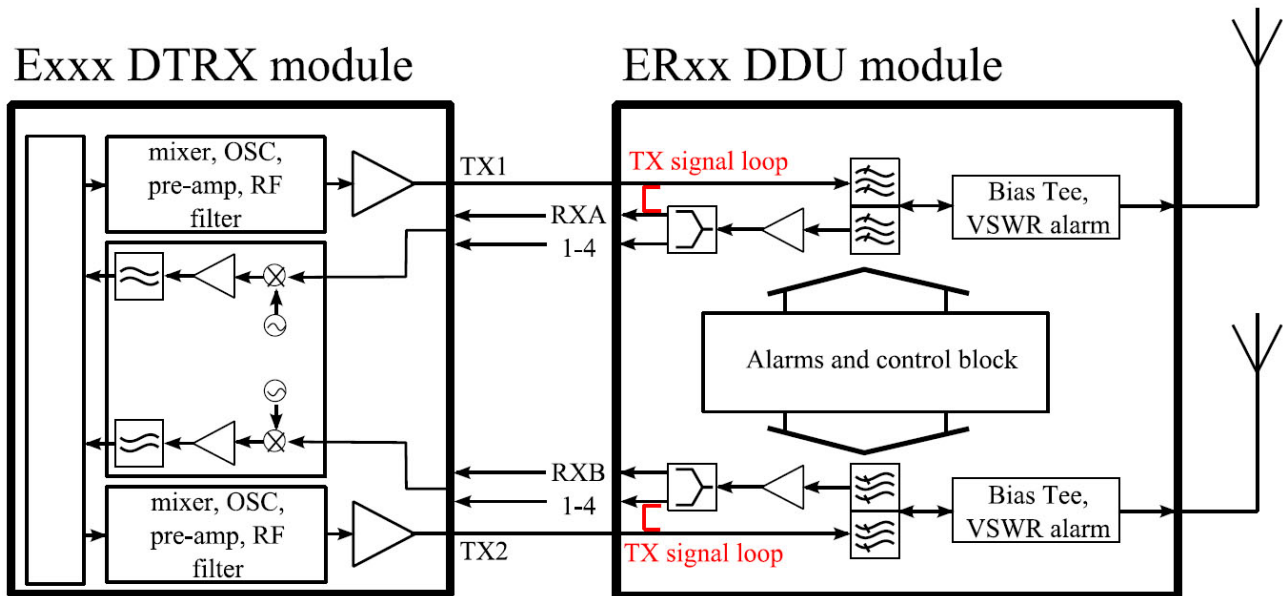 Exxx DTRX module
ERxx DDU module
mixer, OSC,
pre-amp, RF
filter
TX1
TX signal loop
RXA
1-4
Bias Tee,
VSWR alarm
Alarms and control block
RXB
1-4
mixer, OSC,
pre-amp, RF
filter
TX2
TX signal loop
Bias Tee,
VSWR alarm